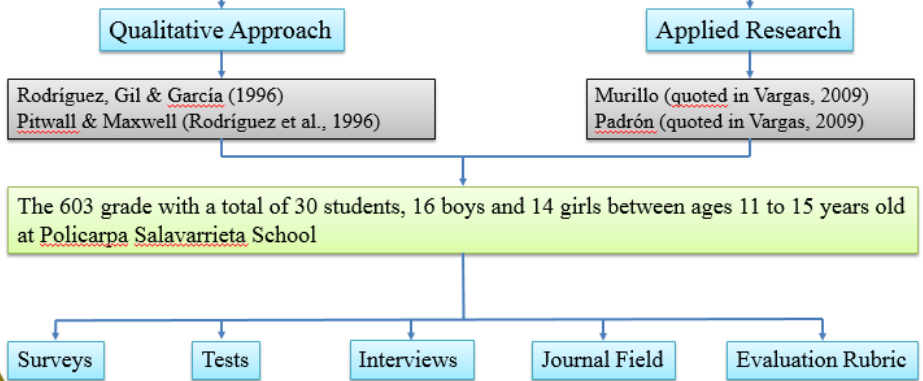 Qualitative Approach
Applied Research
Rodríguez, Gil & García (1996)
Pitwall & Maxwell (Rodríguez et al., 1996)
Murillo (quoted in Vargas, 2009)
Padrón (quoted in Vargas, 2009)
The 603 grade with a total of 30 students, 16 boys and 14 girls between ages 11 to 15 years old
at Policarpa Salavarrieta School
Surveys
Tests
Interviews
Journal Field
Evaluation Rubric